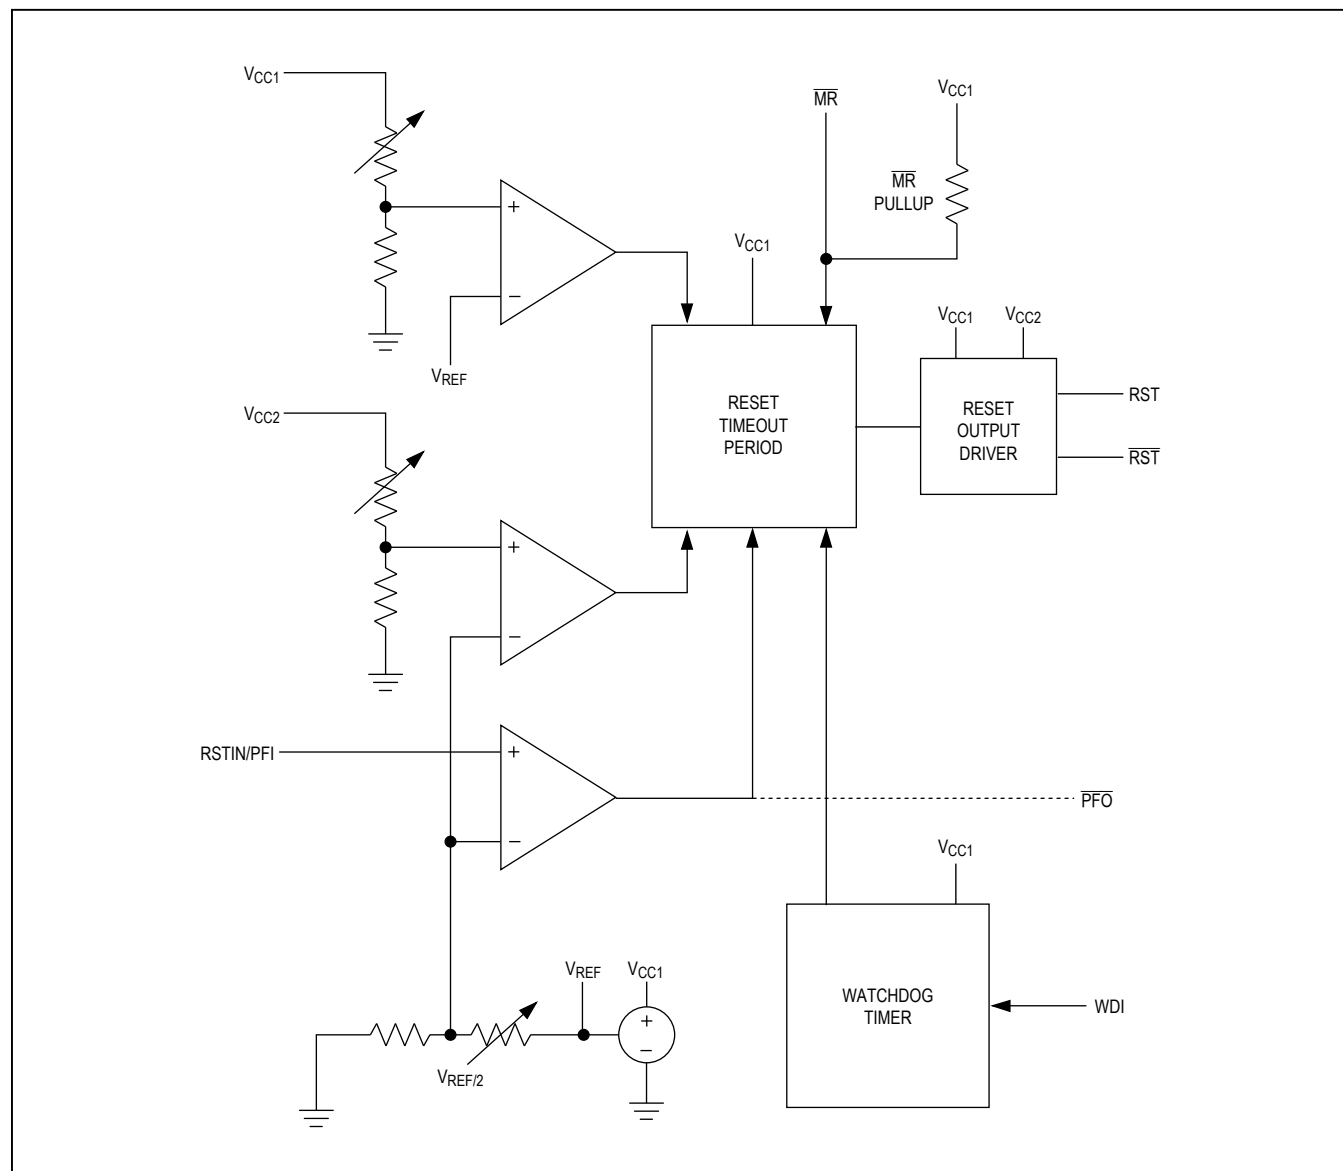 VCC1
MR
VCC1
MR
PULLUP
+
−
VREF
VCC1
VCC1
VCC2
RESET
TIMEOUT
PERIOD
RESET
OUTPUT
DRIVER
RST
RST
VCC2
+
−
RSTIN/PFI
+
−
PFO
VCC1
VREF
VCC1
+
−
VREF/2
WATCHDOG
TIMER
WDI